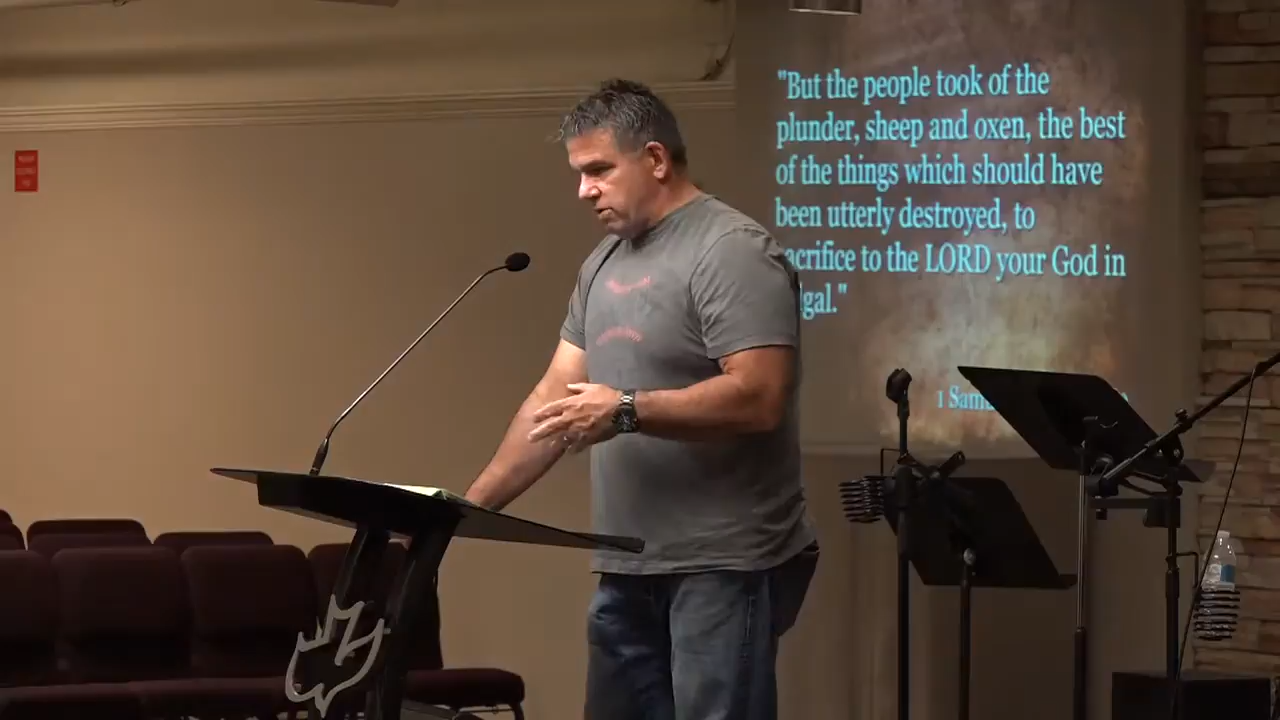 "But the people took of the
plunder, sheep and oxen, the best
of the things which should have
been utterly destroyed, to
acrifice to the LORD your God in
lgal."
1 Sam